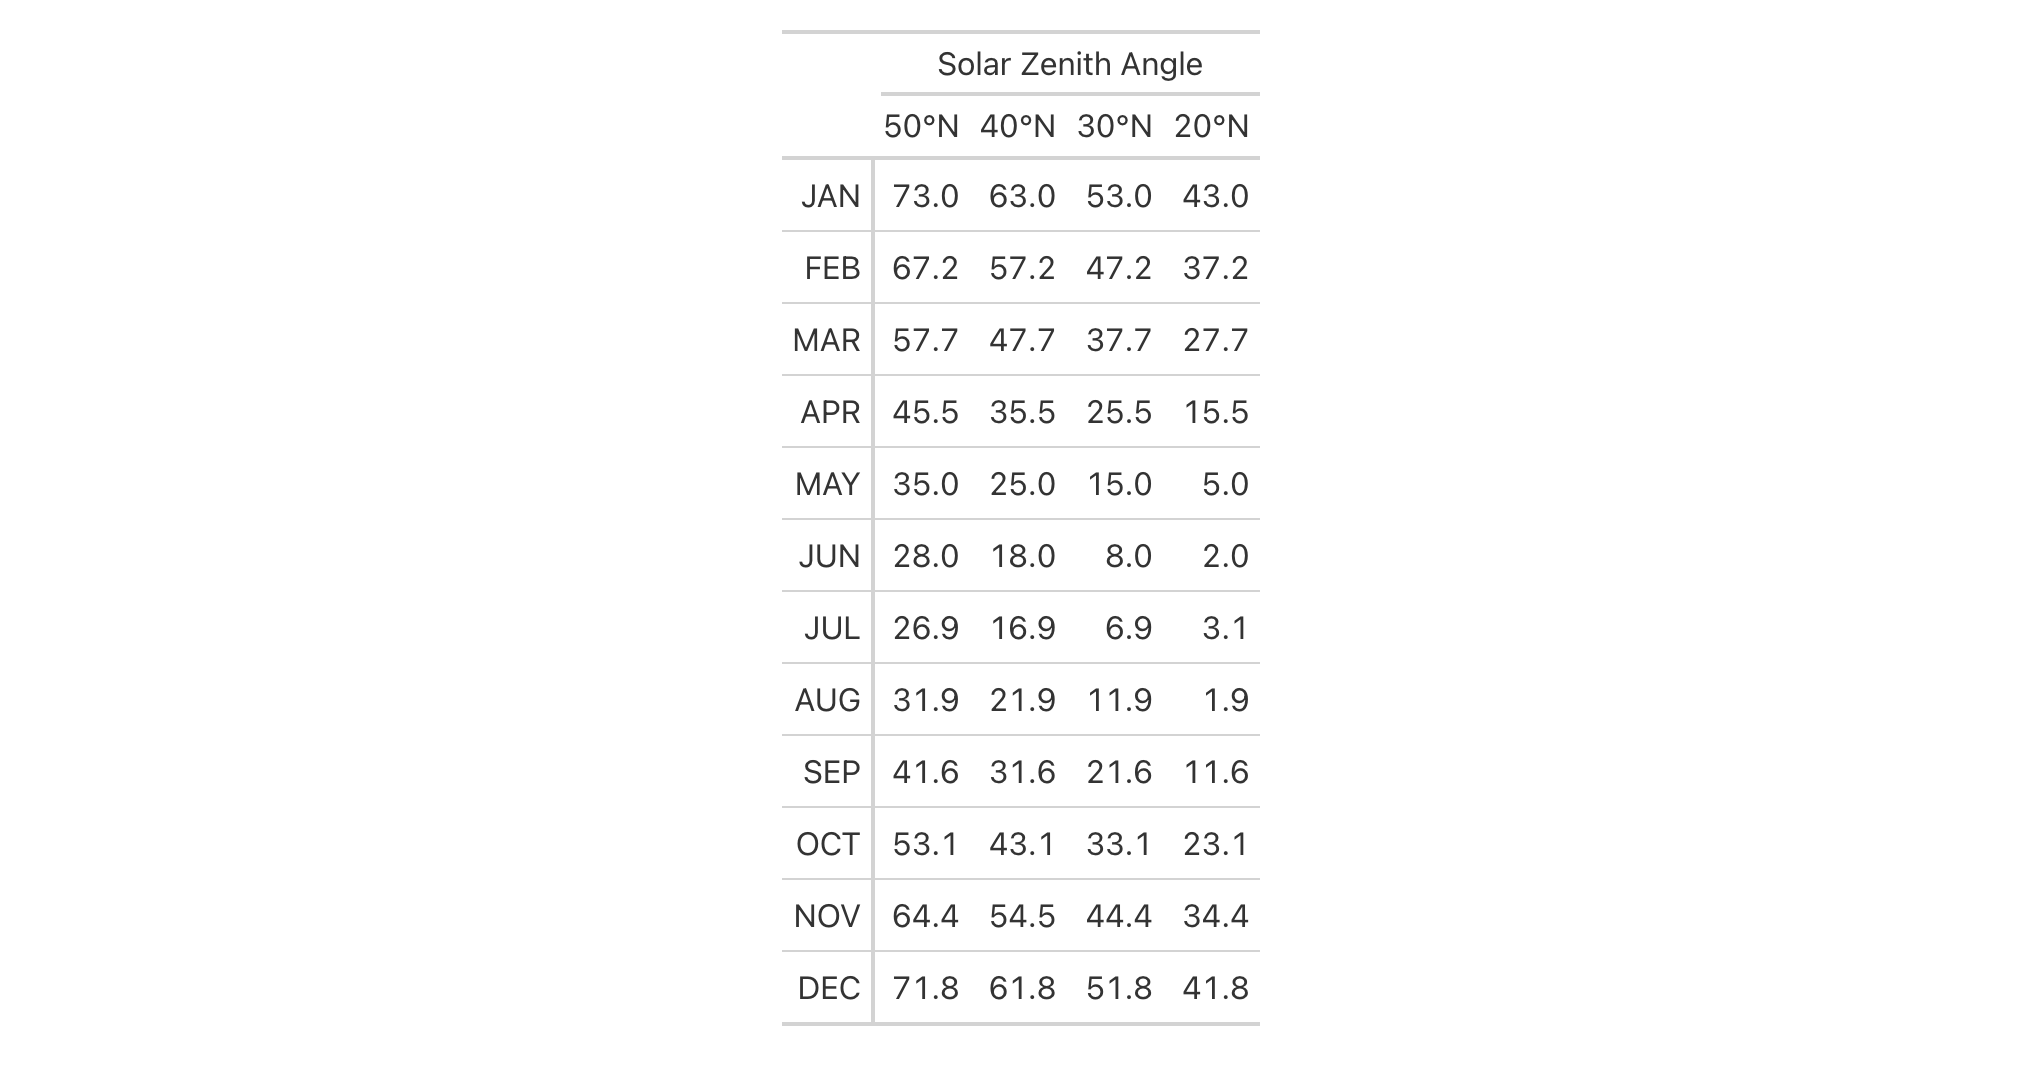 Solar Zenith Angle
50°N 40°N 30°N 20°N
JAN 73.0 63.0 53.0 43.0
FEB 67.2 57.2 47.2 37.2
MAR 57.7 47.7 37.7 27.7
APR 45.5 35.5 25.5 15.5
MAY 35.0 25.0 15.0 5.0
JUN 28.0 18.0 8.0 2.0
JUL 26.9 16.9 6.9 3.1
AUG 31.9 21.9 11.9 1.9
SEP 41.6 31.6 21.6 11.6
OCT 53.1 43.1 33.1 23.1
NOV 64.4 54.5 44.4 34.4
DEC 71.8 61.8 51.8 41.8